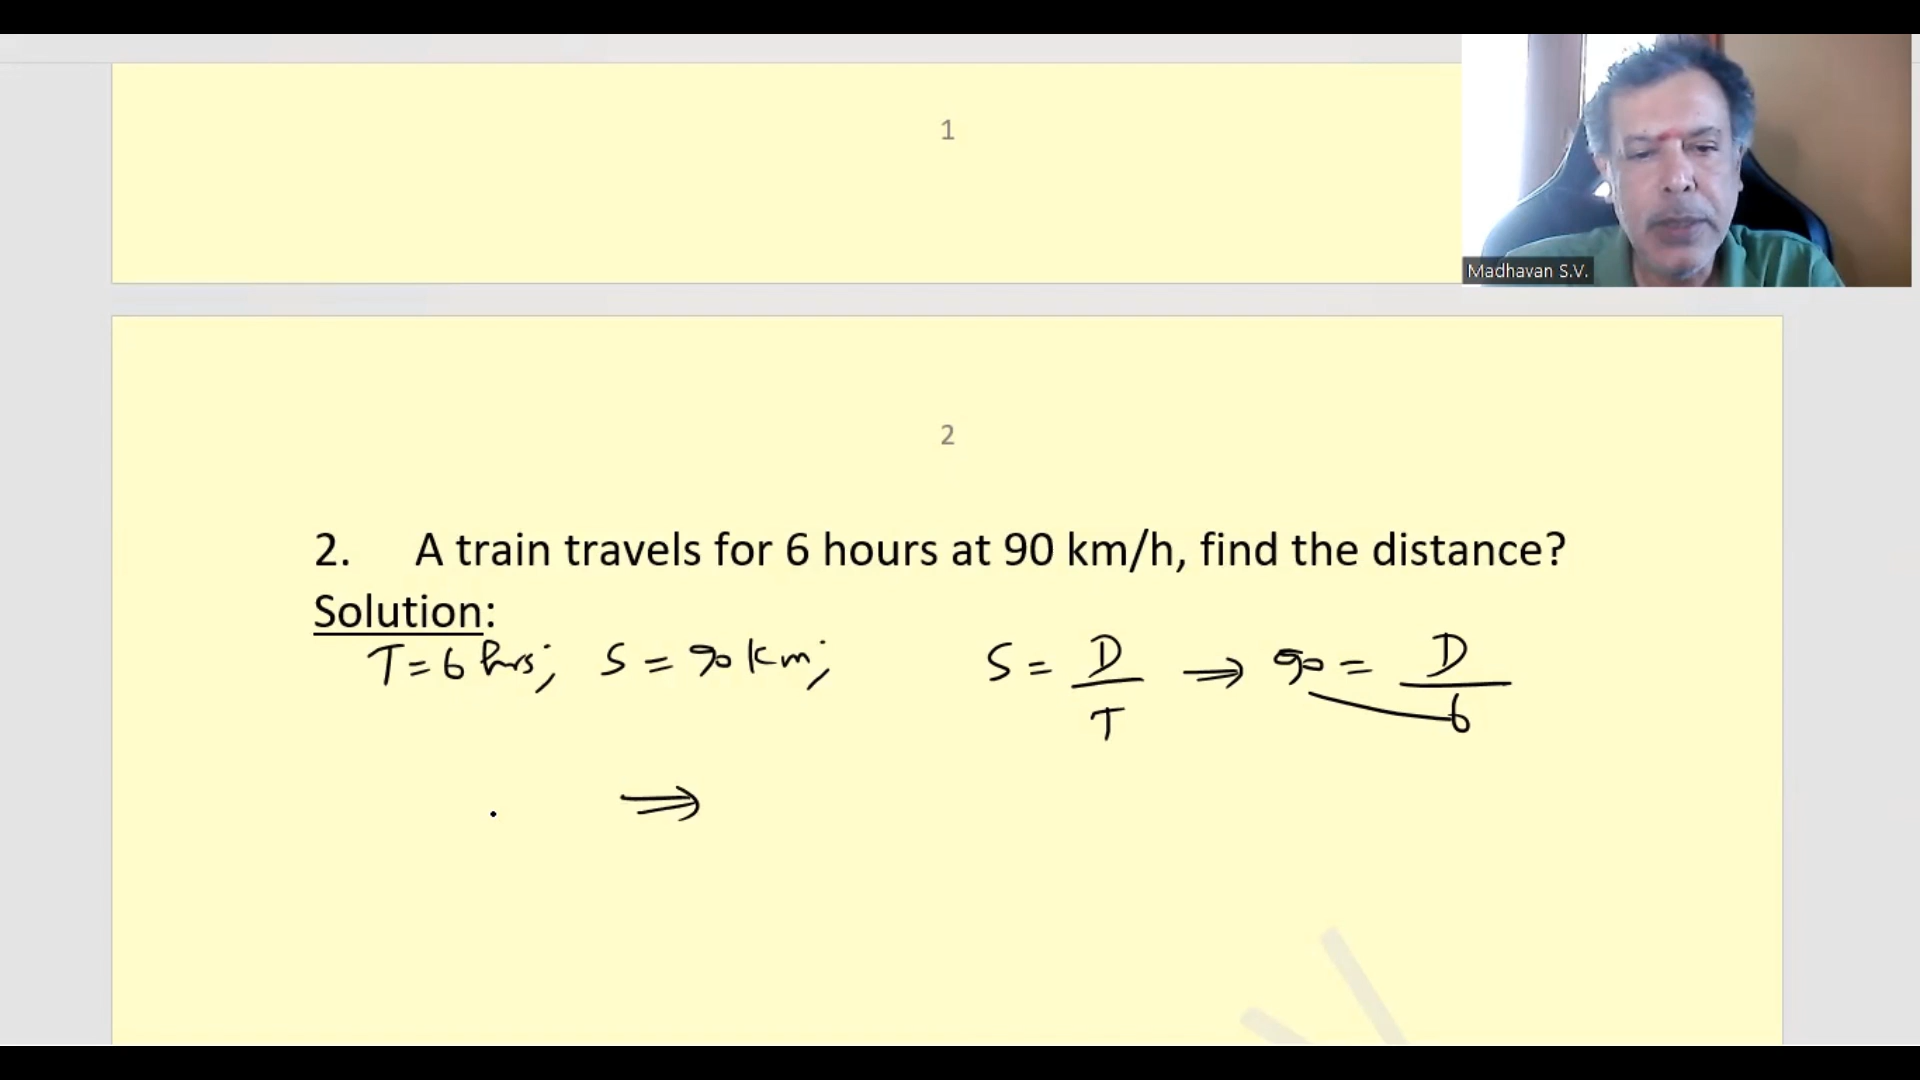 1
Madhavan S.V.
2
2. A train travels for 6 hours at 90 km/h, find the distance?
Solution:
T = 6 hrs; S = 90 km; S = D/T ⇒ 90 = D/6
⇒